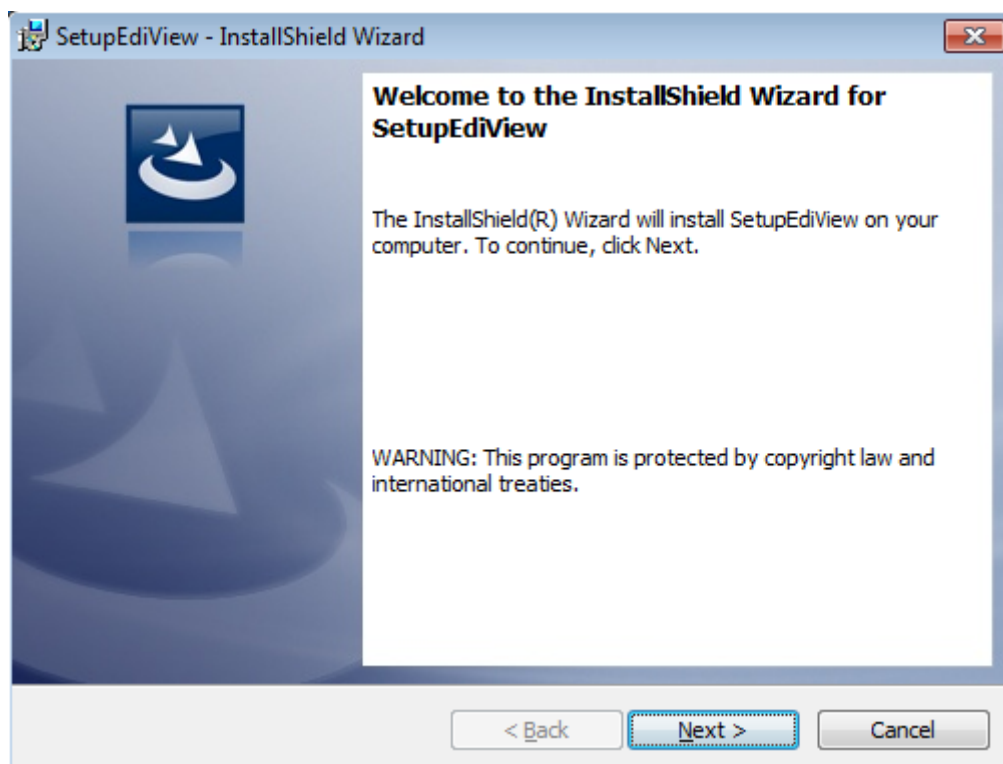 SetupEdiView - InstallShield Wizard
Welcome to the InstallShield Wizard for
SetupEdiView
The InstallShield(R) Wizard will install SetupEdiView on your
computer. To continue, click Next.
WARNING: This program is protected by copyright law and
international treaties.
< Back
Next >
Cancel